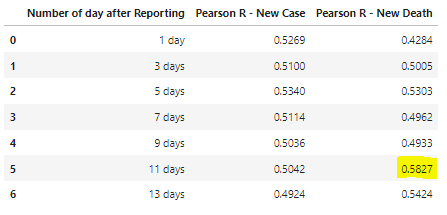 Number of day after Reporting Pearson R - New Case Pearson R - New Death
0 1 day 0.5269 0.4284
1 3 days 0.5100 0.5005
2 5 days 0.5340 0.5303
3 7 days 0.5114 0.4962
4 9 days 0.5036 0.4933
5 11 days 0.5042 0.5827
6 13 days 0.4924 0.5424